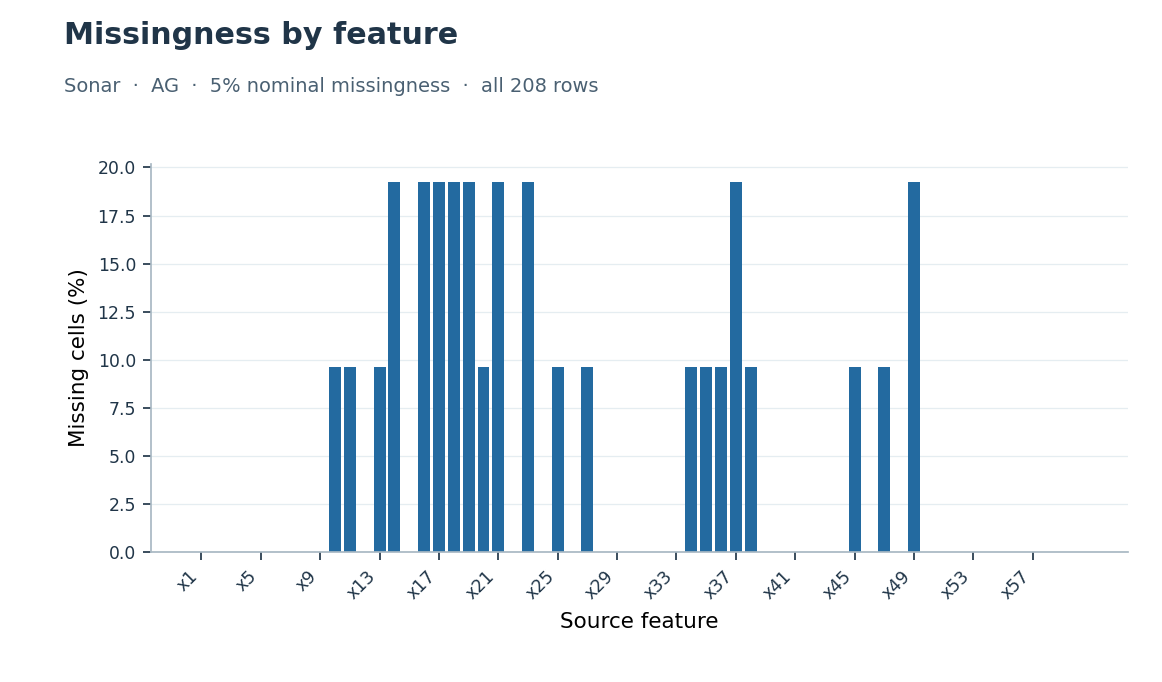 Missingness by feature
Sonar · AG · 5% nominal missingness · all 208 rows
20.0
17.5
15.0
12.5
10.0
7.5
5.0
2.5
0.0
Missing cells (%)
x1 x5 x9 x13 x17 x21 x25 x29 x33 x37 x41 x45 x49 x53 x57
Source feature